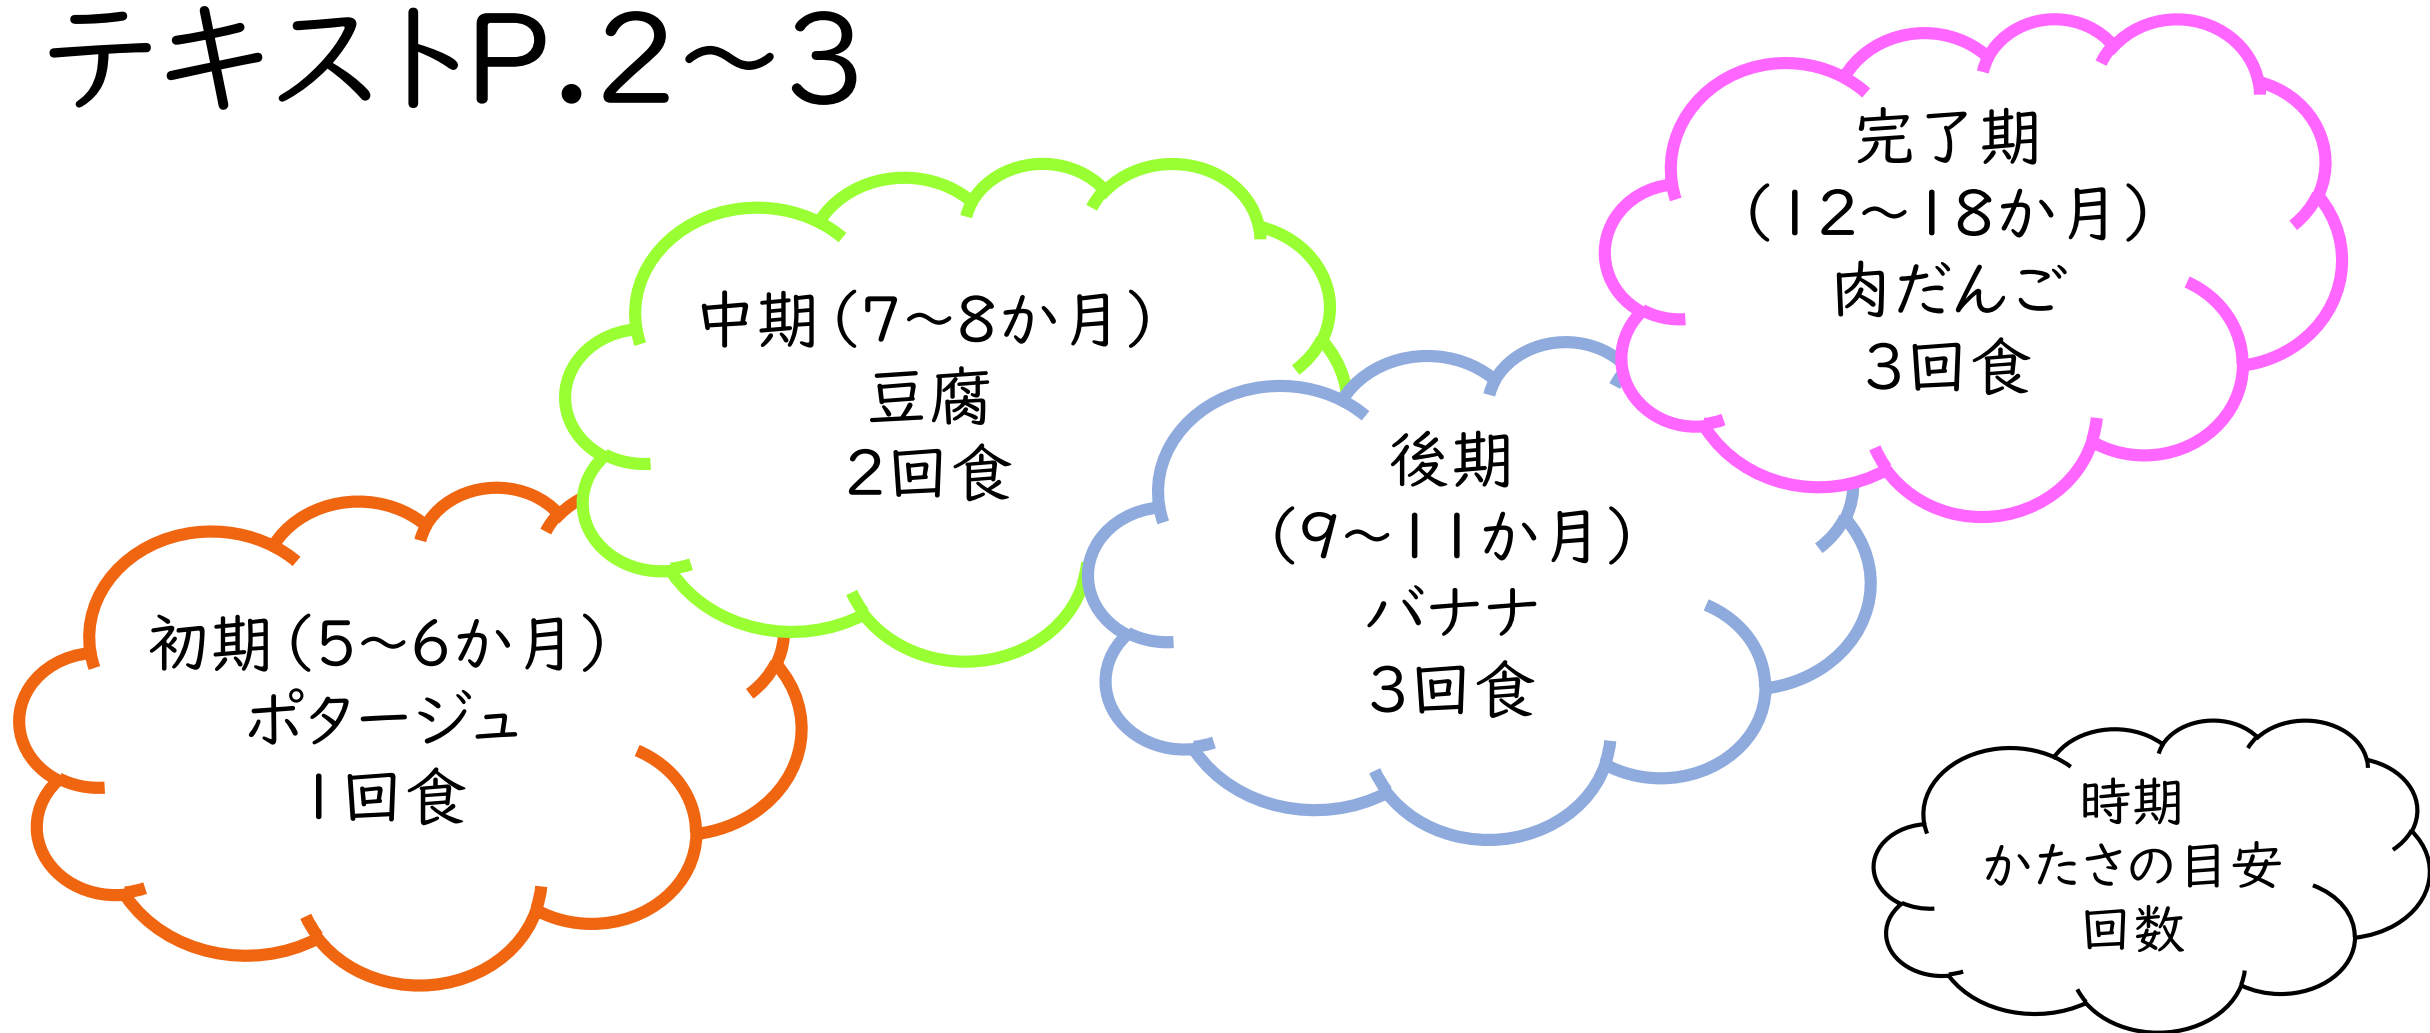 テキストP.2～3
初期（5～6か月）
ポタージュ
1回食
中期（7～8か月）
豆腐
2回食
後期
（9～11か月）
バナナ
3回食
完了期
（12～18か月）
肉だんご
3回食
時期
かたさの目安
回数